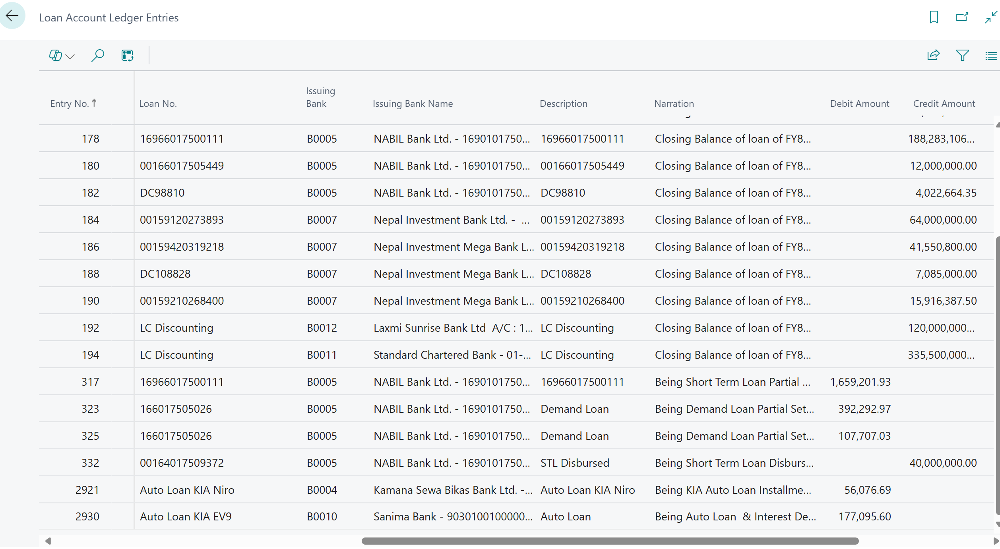 Loan Account Ledger Entries
Entry No. ↑ Loan No. Issuing Bank Issuing Bank Name Description Narration Debit Amount Credit Amount
178 16966017500111 B0005 NABIL Bank Ltd. - 1690101750... 16966017500111 Closing Balance of loan of FY8... 188,283,106...
180 00166017505449 B0005 NABIL Bank Ltd. - 1690101750... 00166017505449 Closing Balance of loan of FY8... 12,000,000.00
182 DC98810 B0005 NABIL Bank Ltd. - 1690101750... DC98810 Closing Balance of loan of FY8... 4,022,664.35
184 00159120273893 B0007 Nepal Investment Bank Ltd. - ... 00159120273893 Closing Balance of loan of FY8... 64,000,000.00
186 00159420319218 B0007 Nepal Investment Mega Bank L... 00159420319218 Closing Balance of loan of FY8... 41,550,800.00
188 DC108828 B0007 Nepal Investment Mega Bank L... DC108828 Closing Balance of loan of FY8... 7,085,000.00
190 00159210268400 B0007 Nepal Investment Mega Bank L... 00159210268400 Closing Balance of loan of FY8... 15,916,387.50
192 LC Discounting B0012 Laxmi Sunrise Bank Ltd A/C : 1... LC Discounting Closing Balance of loan of FY8... 120,000,000...
194 LC Discounting B0011 Standard Chartered Bank - 01-... LC Discounting Closing Balance of loan of FY8... 335,500,000...
317 16966017500111 B0005 NABIL Bank Ltd. - 1690101750... 16966017500111 Being Short Term Loan Partial ... 1,659,201.93
323 166017505026 B0005 NABIL Bank Ltd. - 1690101750... Demand Loan Being Demand Loan Partial Set... 392,292.97
325 166017505026 B0005 NABIL Bank Ltd. - 1690101750... Demand Loan Being Demand Loan Partial Set... 107,707.03
332 00164017509372 B0005 NABIL Bank Ltd. - 1690101750... STL Disbursed Being Short Term Loan Disburs... 40,000,000.00
2921 Auto Loan KIA Niro B0004 Kamana Sewa Bikas Bank Ltd. -... Auto Loan KIA Niro Being KIA Auto Loan Installme... 56,076.69
2930 Auto Loan KIA EV9 B0010 Sanima Bank - 9030100100000... Auto Loan Being Auto Loan & Interest De... 177,095.60